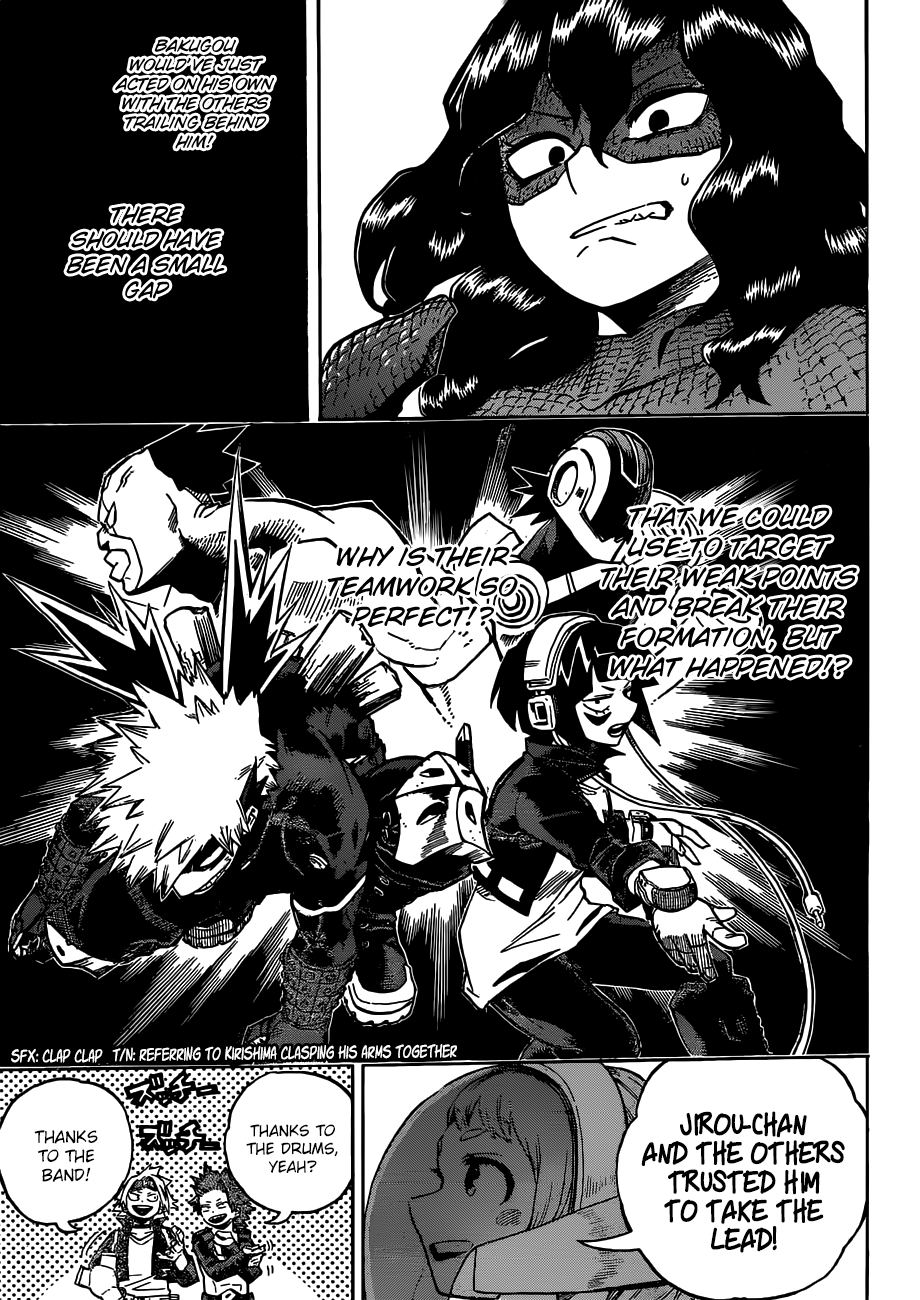 BAKUGOU
WOULD'VE JUST
ACTED ON HIS OWN
WITH THE OTHERS
TRAILING BEHIND
HIM!
THERE
SHOULD HAVE
BEEN A SMALL
GAP
THAT WE COULD
USE TO TARGET
THEIR WEAK POINTS
AND BREAK THEIR
FORMATION, BUT
WHAT HAPPENED!?
WHY IS THEIR
TEAMWORK SO
PERFECT!?
SFX: CLAP CLAP T/N: REFERRING TO KIRISHIMA CLASPING HIS ARMS TOGETHER
JIROU-CHAN
AND THE OTHERS
TRUSTED HIM
TO TAKE THE
LEAD!
THANKS TO
THE DRUMS,
YEAH?
THANKS
TO THE
BAND!